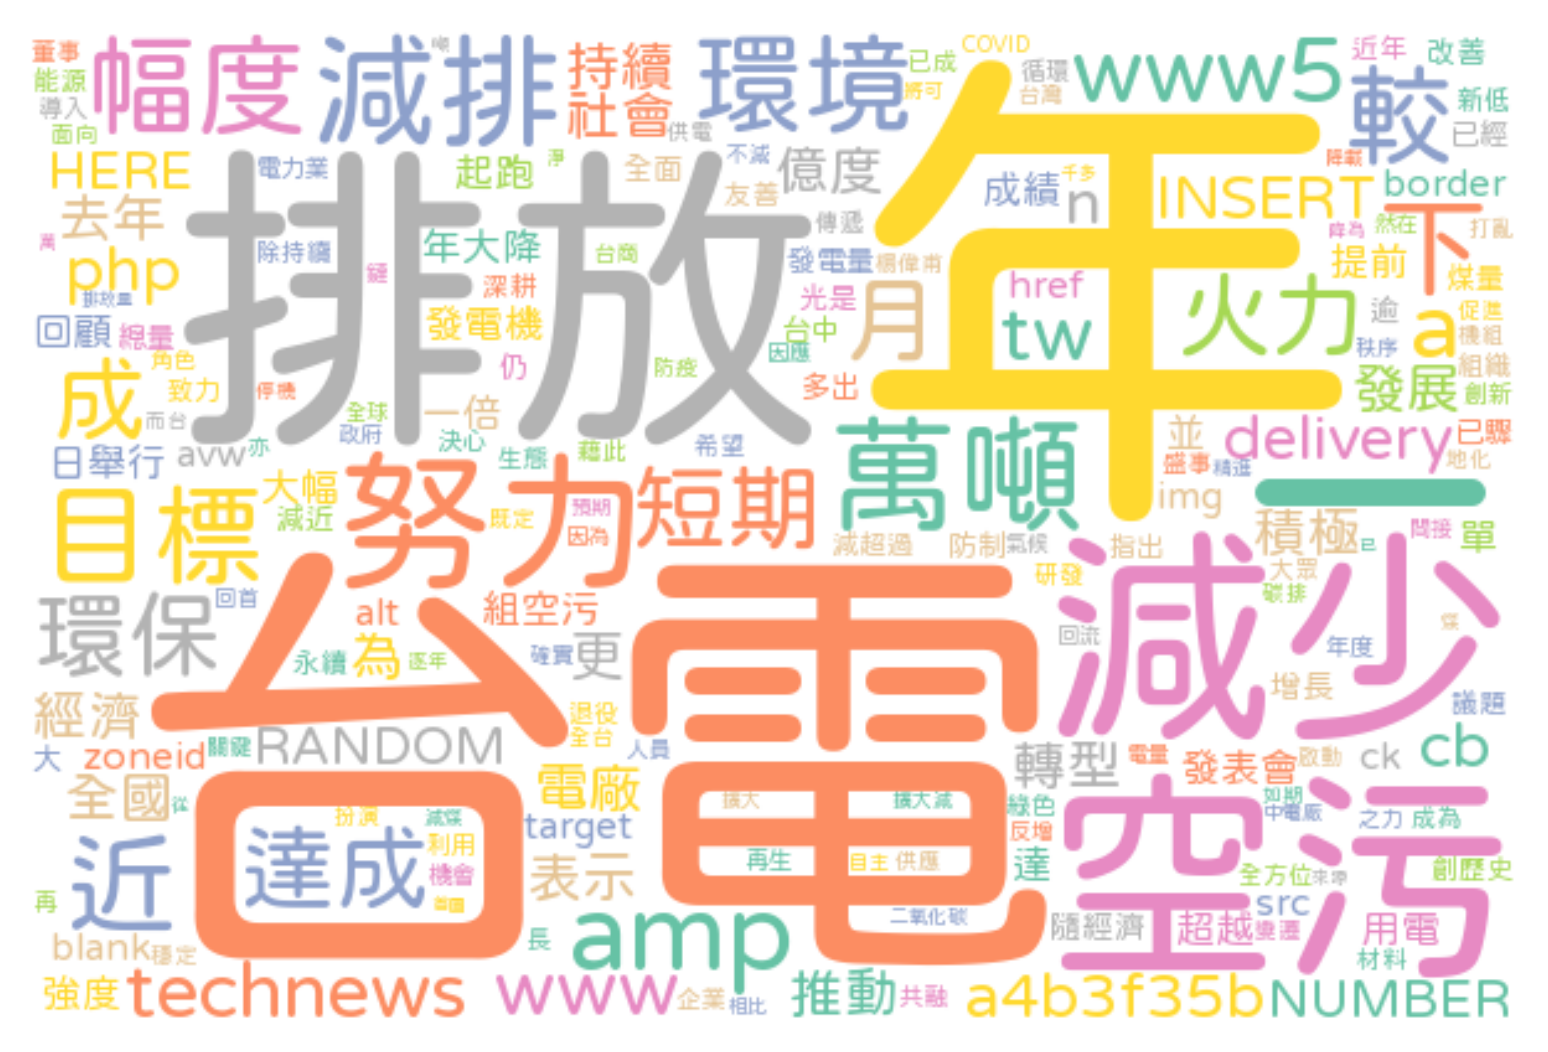 董事
能源
導入
面向
幅度
減排
持續
社會
供電
環境
已成
將可
COVID
循環
台灣
www5
近年
改善
較
新低
已經
HERE
電力業
起跑
淨
全面
不減
友善
億度
成績
千多
n
INSERT
降載
border
去年
萬
php
除持續
年大降
鏈
深耕
台商
排放
傳遞
發電量
楊偉甫
年
降為
然在
打亂
提前
下
煤量
排放量
回顧
總量
發電機
光是
台中
因應
月
href
tw
火力
逾
a
促進
機組
秩序
組織
角色
致力
停機
仍
防疫
多出
發展
創新
成
而台
全球
政府
一倍
決心
亦
日舉行
avw
生態
藉此
希望
萬噸
並
盛事
精進
delivery
已驟
地化
img
一
目標
大幅
減近
努力
預期
因為
既定
短期
減超過
防制
氣候
指出
積極
已
間接
單
環保
回首
alt
組空污
研發
大眾
碳排
減少
煤
回流
年度
永續
為
逐年
確實
更
台電
增長
議題
經濟
退役
全台
人員
大
zoneid
關鍵
RANDOM
轉型
電量
發表會
啟動
ck
cb
全國
從
電廠
擴大
擴大減
綠色
反增
如期
中電廠
之力
成為
扮演
減煤
利用
機會
target
達成
近
表示
再生
自主
供應
達
空污
全方位
來源
創歷史
再
src
二氧化碳
隨經濟
超越
變遷
用電
blank
穩定
長
amp
材料
強度
technews
www
企業
相比
推動
共融
a4b3f35b
NUMBER